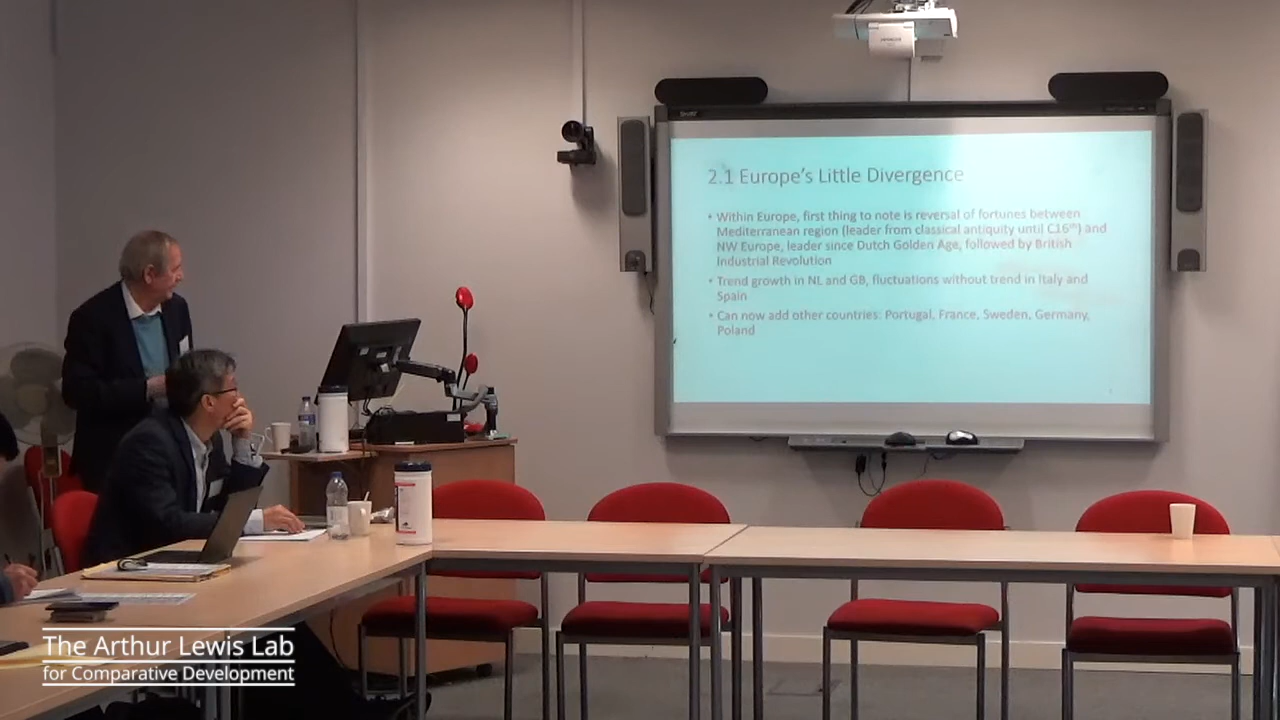 2.1 Europe's Little Divergence
• Within Europe, first thing to note is reversal of fortunes between
Mediterranean region (leader from classical antiquity until C16th) and
NW Europe, leader since Dutch Golden Age, followed by British
Industrial Revolution
• Trend growth in NL and GB, fluctuations without trend in Italy and
Spain
• Can now add other countries: Portugal, France, Sweden, Germany,
Poland
The Arthur Lewis Lab
for Comparative Development